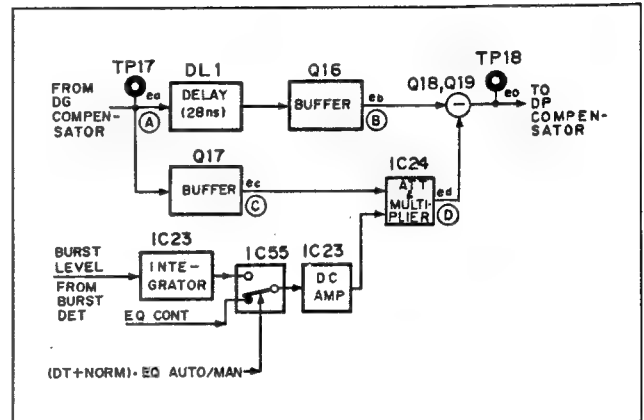 TP17
DL1
Q16
Q18,Q19
TP18
FROM
DG
COMPEN-
SATOR
ea
A
DELAY
(28ns)
BUFFER
eb
B
−
eo
TO
DP
COMPEN-
SATOR
Q17
BUFFER
ec
C
IC24
ATT
&
MULTI-
PLIER
ed
D
BURST
LEVEL
FROM
BURST
DET
IC23
INTE-
GRATOR
IC55
IC23
DC
AMP
EQ CONT
(DT+NORM)·EQ AUTO/MAN